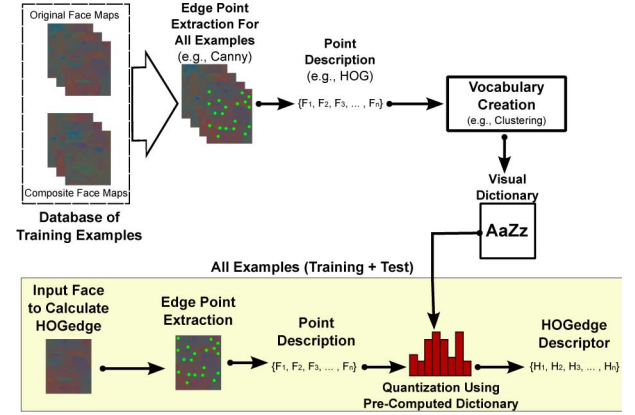 Original Face Maps
Composite Face Maps
Database of
Training Examples
Edge Point
Extraction For
All Examples
(e.g., Canny)
Point
Description
(e.g., HOG)
{F1, F2, F3, ... , Fn}
Vocabulary
Creation
(e.g., Clustering)
Visual
Dictionary
AaZz
All Examples (Training + Test)
Input Face
to Calculate
HOGedge
Edge Point
Extraction
Point
Description
{F1, F2, F3, ... , Fn}
Quantization Using
Pre-Computed Dictionary
HOGedge
Descriptor
{H1, H2, H3, ... , Hn}